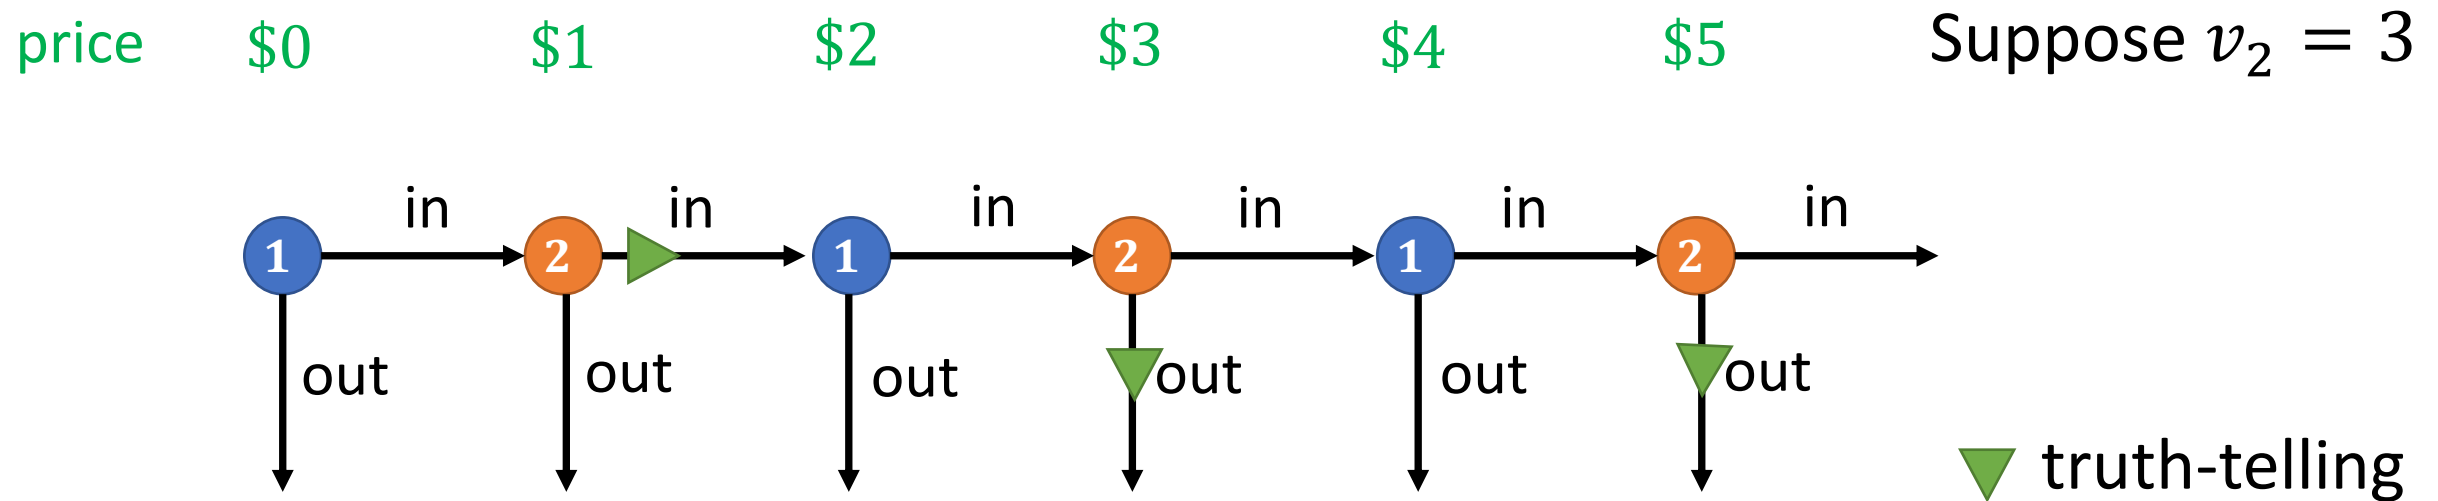 price $0 $1 $2 $3 $4 $5 Suppose 𝑣₂ = 3
in in in in in in
1 2 1 2 1 2
out out out out out out
truth-telling